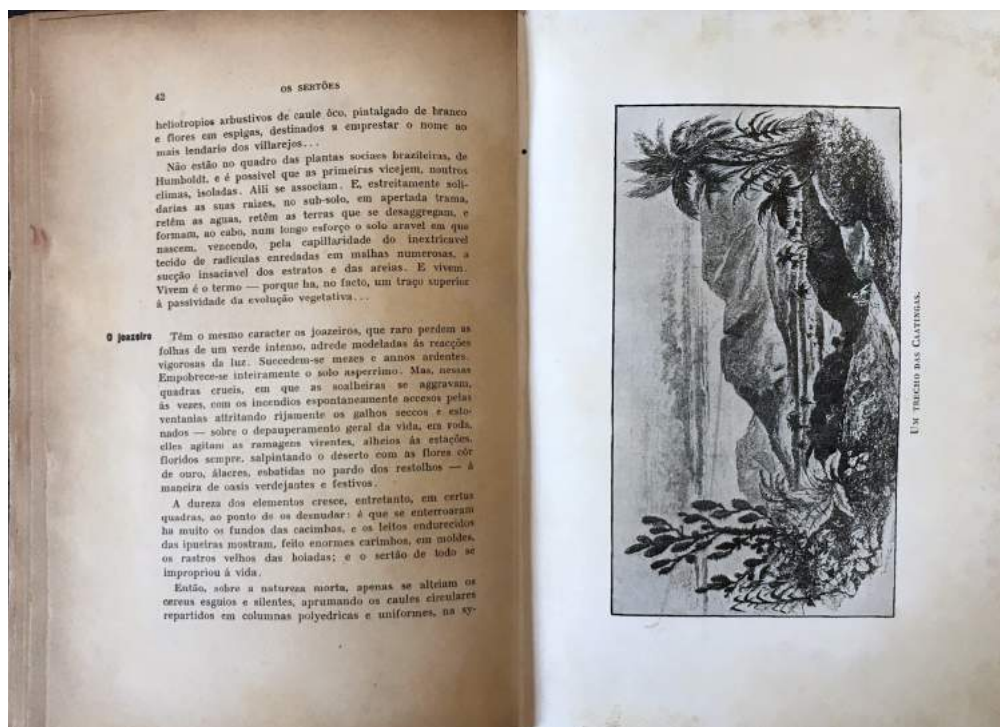 42
OS SERTÕES
heliotropios arbustivos de caule ôco, pintalgado de branco
e flores em espigas, destinados a emprestar o nome ao
mais lendario dos villarejos...
Não estão no quadro das plantas sociaes brazileiras, de
Humboldt, e é possivel que as primeiras vicejem, noutros
climas, isoladas. Alli se associam. E, estreitamente soli-
darias as suas raizes, no sub-solo, em apertada trama,
retêm as aguas, retêm as terras que se desaggregam, e
formam, ao cabo, num longo esforço o solo aravel em que
nascem, vencendo, pela capillaridade do inextricavel
tecido de radiculas enredadas em malhas numerosas, a
sucção insaciavel dos estratos e das areias. E vivem.
Vivem é o termo — porque ha, no facto, um traço superior
á passividade da evolução vegetativa...
O joazeiro
Têm o mesmo caracter os joazeiros, que raro perdem as
folhas de um verde intenso, adrede modeladas ás reacções
vigorosas da luz. Succedem-se mezes e annos ardentes.
Empobrece-se inteiramente o solo asperrimo. Mas, nessas
quadras crueis, em que as soalheiras se aggravam,
ás vezes, com os incendios espontaneamente accesos pelas
ventanias attritando rijamente os galhos seccos e esto-
nados — sobre o depauperamento geral da vida, em roda,
elles agitam as ramagens virentes, alheios ás estações,
floridos sempre, salpintando o deserto com as flores côr
de ouro, álacres, esbatidas no pardo dos restolhos — á
maneira de oasis verdejantes e festivos.
A dureza dos elementos cresce, entretanto, em certas
quadras, ao ponto de os desnudar: é que se enterroaram
ha muito os fundos das cacimbas, e os leitos endurecidos
das ipueiras mostram, feito enormes carimbos, em moldes,
os rastros velhos das boiadas; e o sertão de todo se
impropriou á vida.
Então, sobre a natureza morta, apenas se altêam os
cereus esguios e silentes, aprumando os caules circulares
repartidos em columnas polyedricas e uniformes, na sy-
UM TRECHO DAS CAATINGAS.